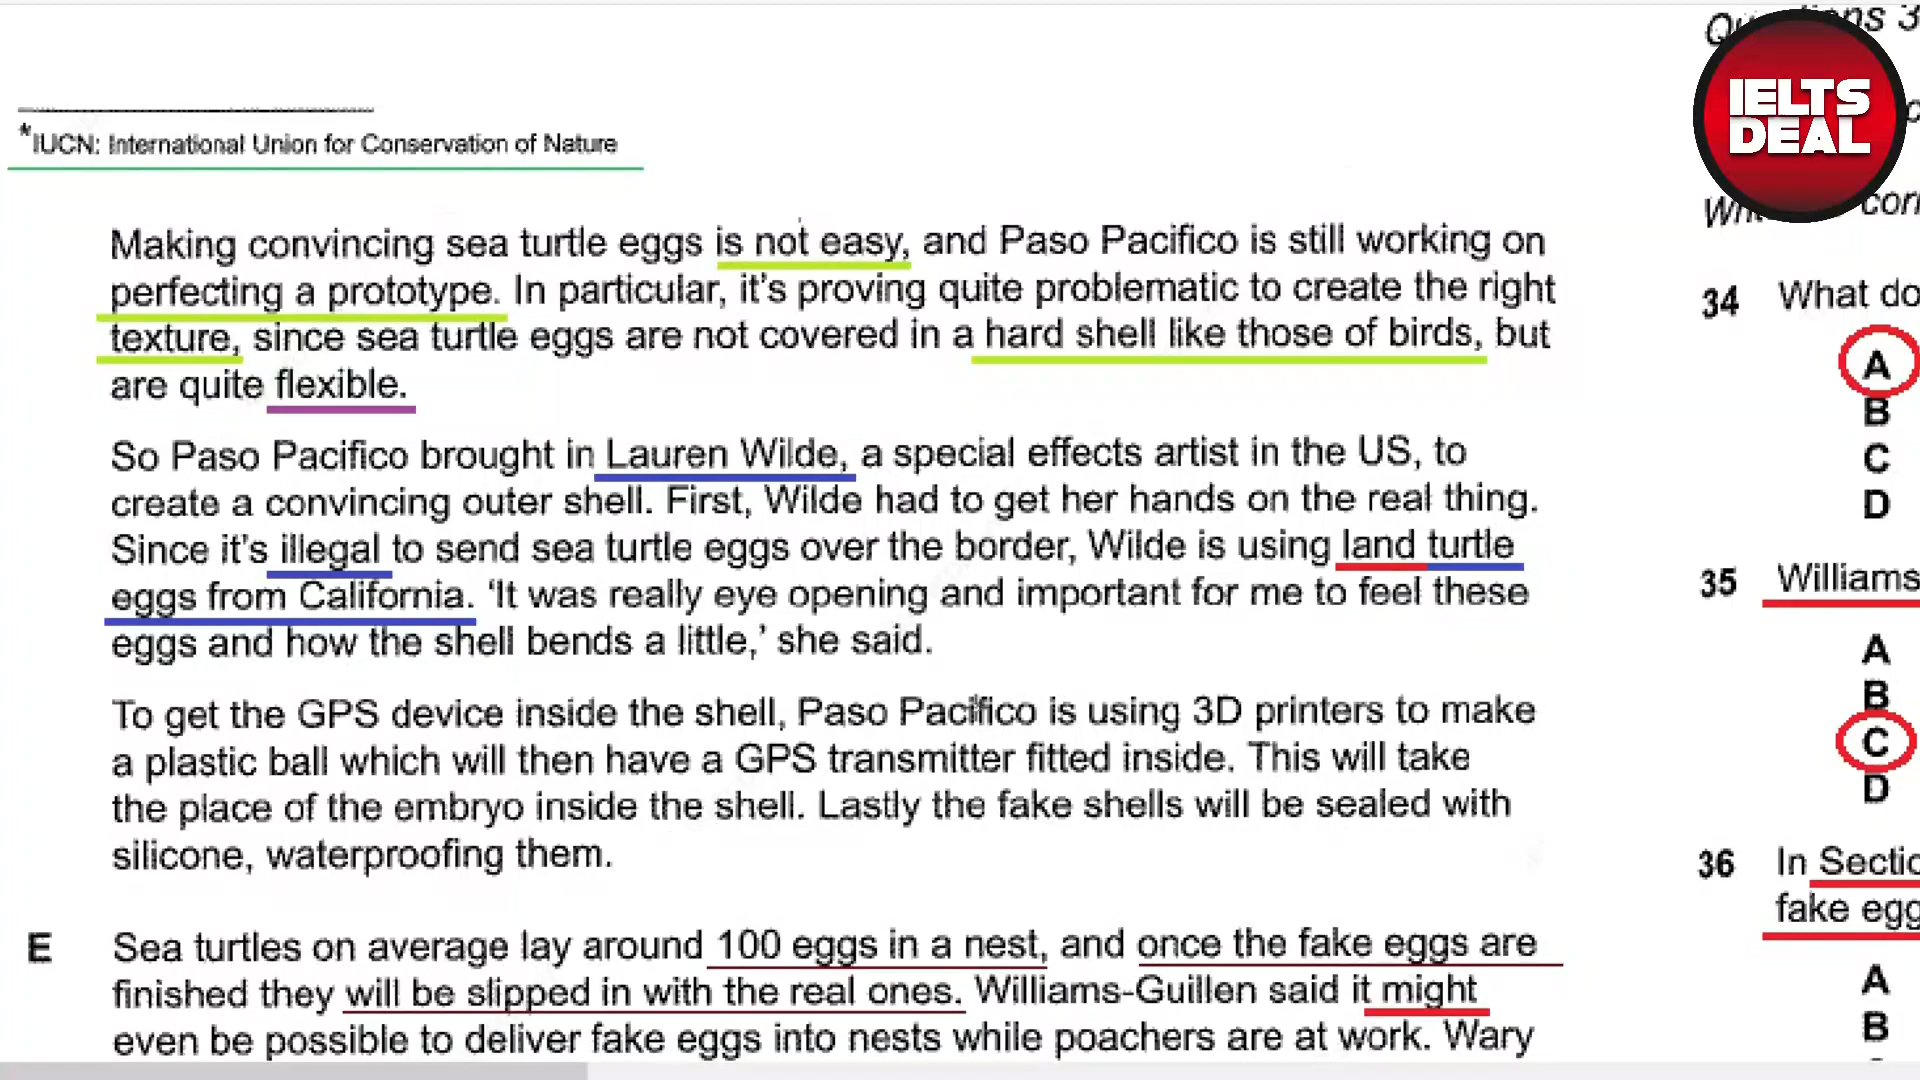 IELTS
DEAL
*IUCN: International Union for Conservation of Nature
Making convincing sea turtle eggs is not easy, and Paso Pacifico is still working on
perfecting a prototype. In particular, it's proving quite problematic to create the right
texture, since sea turtle eggs are not covered in a hard shell like those of birds, but
are quite flexible.
So Paso Pacifico brought in Lauren Wilde, a special effects artist in the US, to
create a convincing outer shell. First, Wilde had to get her hands on the real thing.
Since it's illegal to send sea turtle eggs over the border, Wilde is using land turtle
eggs from California. ‘It was really eye opening and important for me to feel these
eggs and how the shell bends a little,’ she said.
To get the GPS device inside the shell, Paso Pacifico is using 3D printers to make
a plastic ball which will then have a GPS transmitter fitted inside. This will take
the place of the embryo inside the shell. Lastly the fake shells will be sealed with
silicone, waterproofing them.
E Sea turtles on average lay around 100 eggs in a nest, and once the fake eggs are
finished they will be slipped in with the real ones. Williams-Guillen said it might
even be possible to deliver fake eggs into nests while poachers are at work. Wary
34 What do
A
B
C
D
35 Williams
A
B
C
D
36 In Sectio
fake egg
A
B